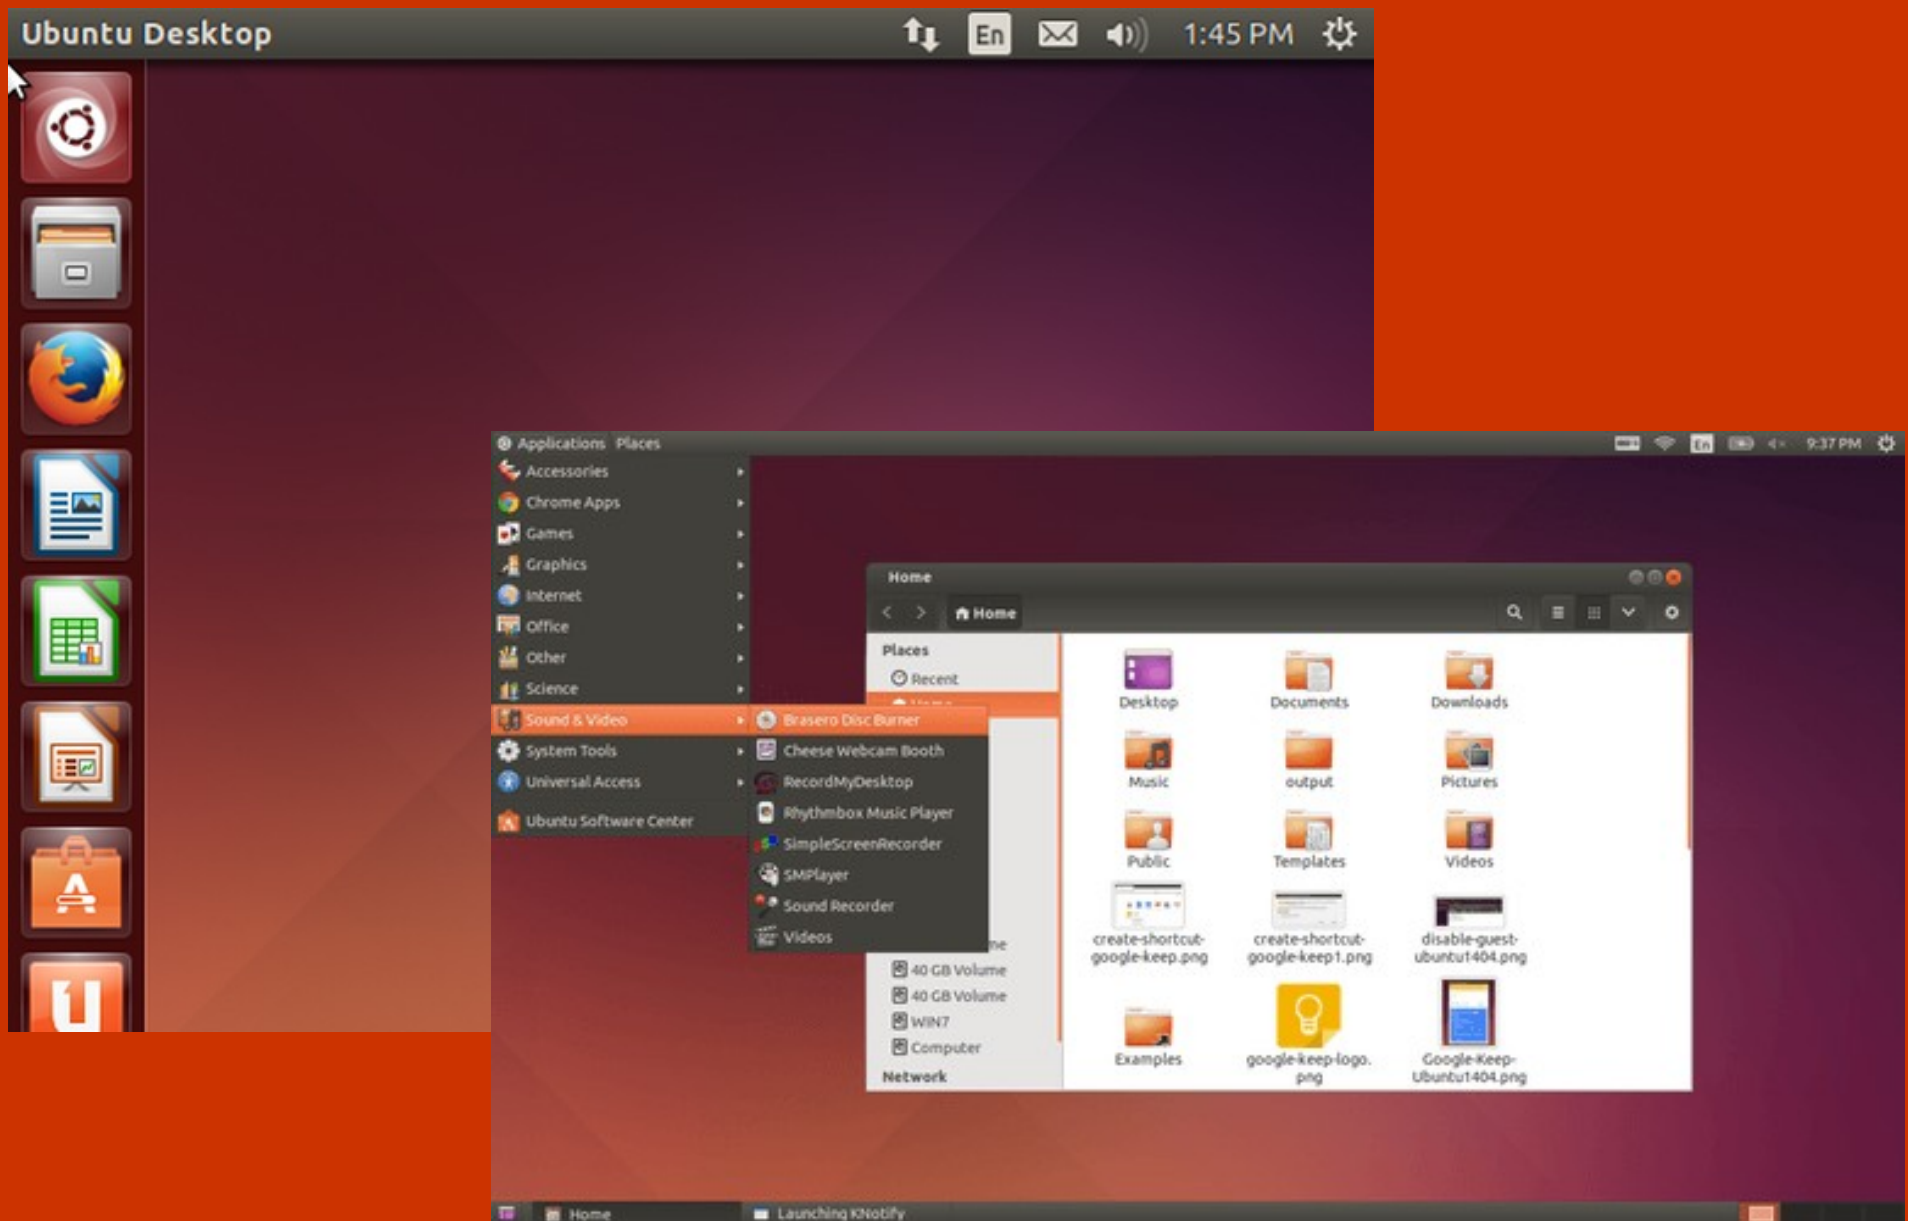 Ubuntu Desktop
En
1:45 PM
Applications Places
En
9:37 PM
Accessories
Chrome Apps
Games
Graphics
Internet
Office
Other
Science
Sound & Video
System Tools
Universal Access
Ubuntu Software Center
Brasero Disc Burner
Cheese Webcam Booth
RecordMyDesktop
Rhythmbox Music Player
SimpleScreenRecorder
SMPlayer
Sound Recorder
Videos
Home
Home
Places
Recent
40 GB Volume
40 GB Volume
WIN7
Computer
Network
Desktop
Documents
Downloads
Music
output
Pictures
Public
Templates
Videos
create-shortcut-
google-keep.png
create-shortcut-
google-keep1.png
disable-guest-
ubuntu1404.png
Examples
google-keep-logo.
png
Google-Keep-
Ubuntu1404.png
Home
Launching KNotify